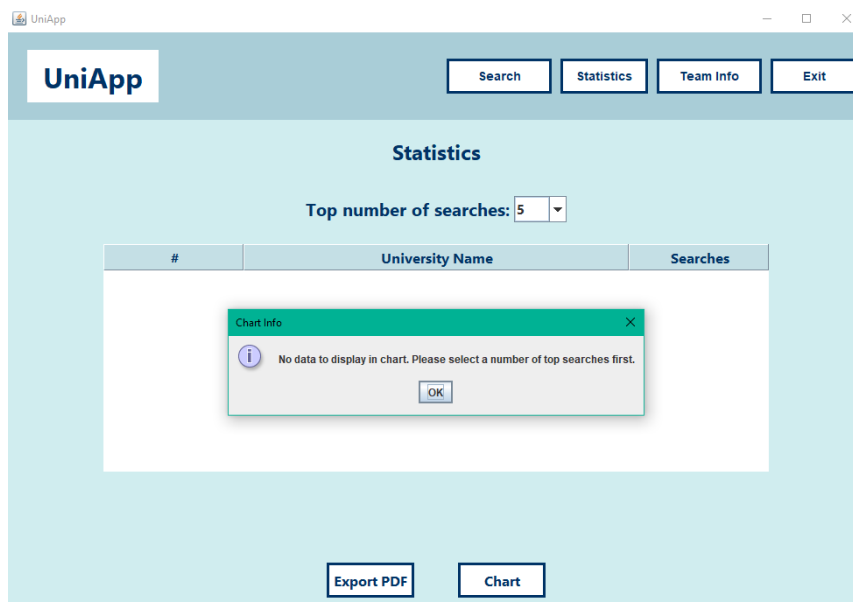 UniApp
UniApp
Search
Statistics
Team Info
Exit
Statistics
Top number of searches: 5
# University Name Searches
Chart Info
No data to display in chart. Please select a number of top searches first.
OK
Export PDF
Chart